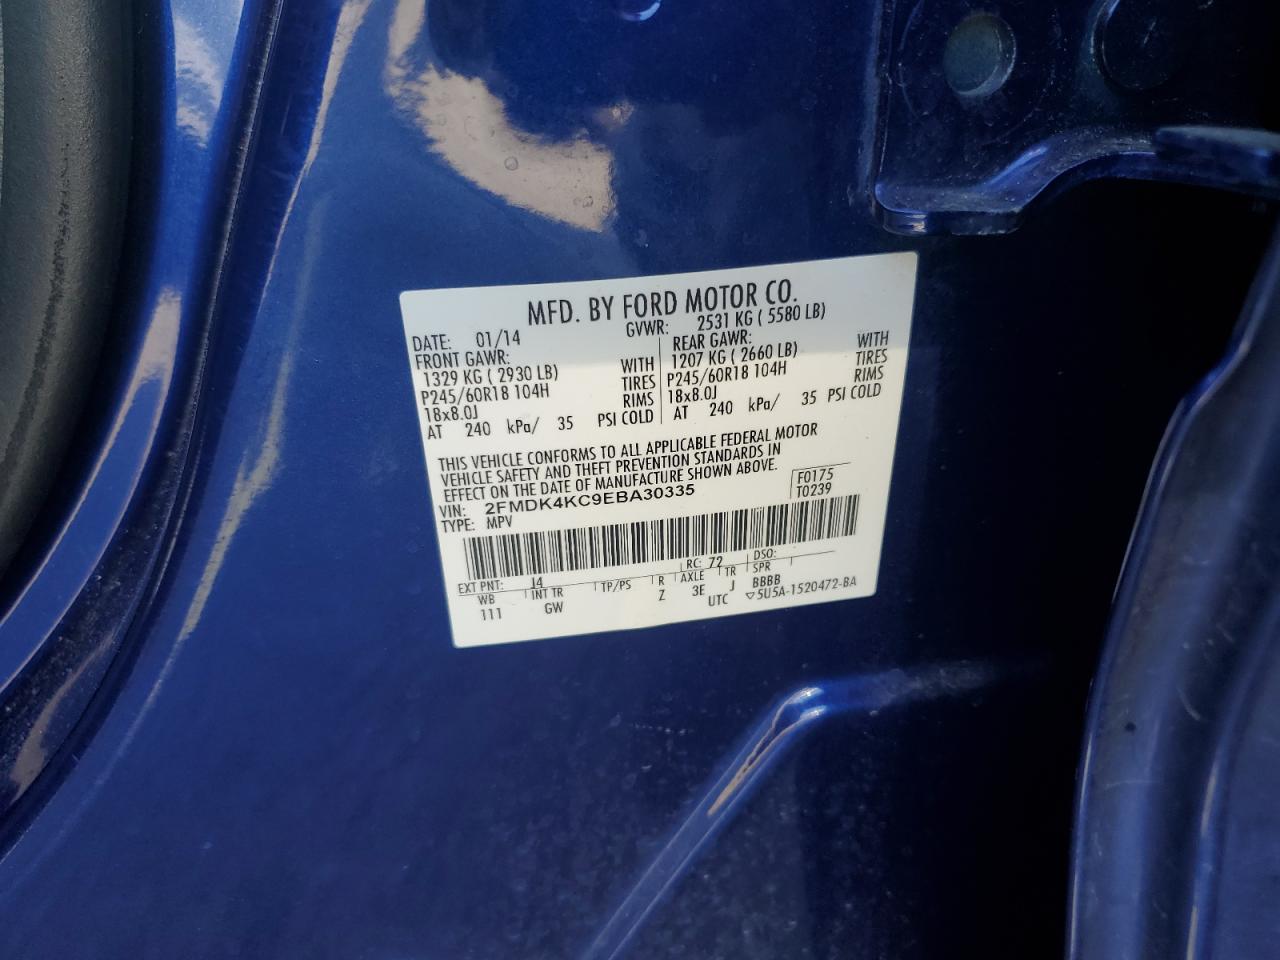 MFD. BY FORD MOTOR CO.
DATE: 01/14 GVWR: 2531 KG ( 5580 LB)
FRONT GAWR: REAR GAWR:
1329 KG ( 2930 LB) WITH 1207 KG ( 2660 LB) WITH
P245/60R18 104H TIRES P245/60R18 104H TIRES
18x8.0J RIMS 18x8.0J RIMS
AT 240 kPa/ 35 PSI COLD AT 240 kPa/ 35 PSI COLD
THIS VEHICLE CONFORMS TO ALL APPLICABLE FEDERAL MOTOR
VEHICLE SAFETY AND THEFT PREVENTION STANDARDS IN
EFFECT ON THE DATE OF MANUFACTURE SHOWN ABOVE.
VIN: 2FMDK4KC9EBA30335 F0175
TYPE: MPV T0239
EXT PNT: J4 RC: 72 DSO:
WB INT TR TP/PS R AXLE TR SPR
111 GW Z 3E J BBBB
UTC ▽5U5A-1520472-BA